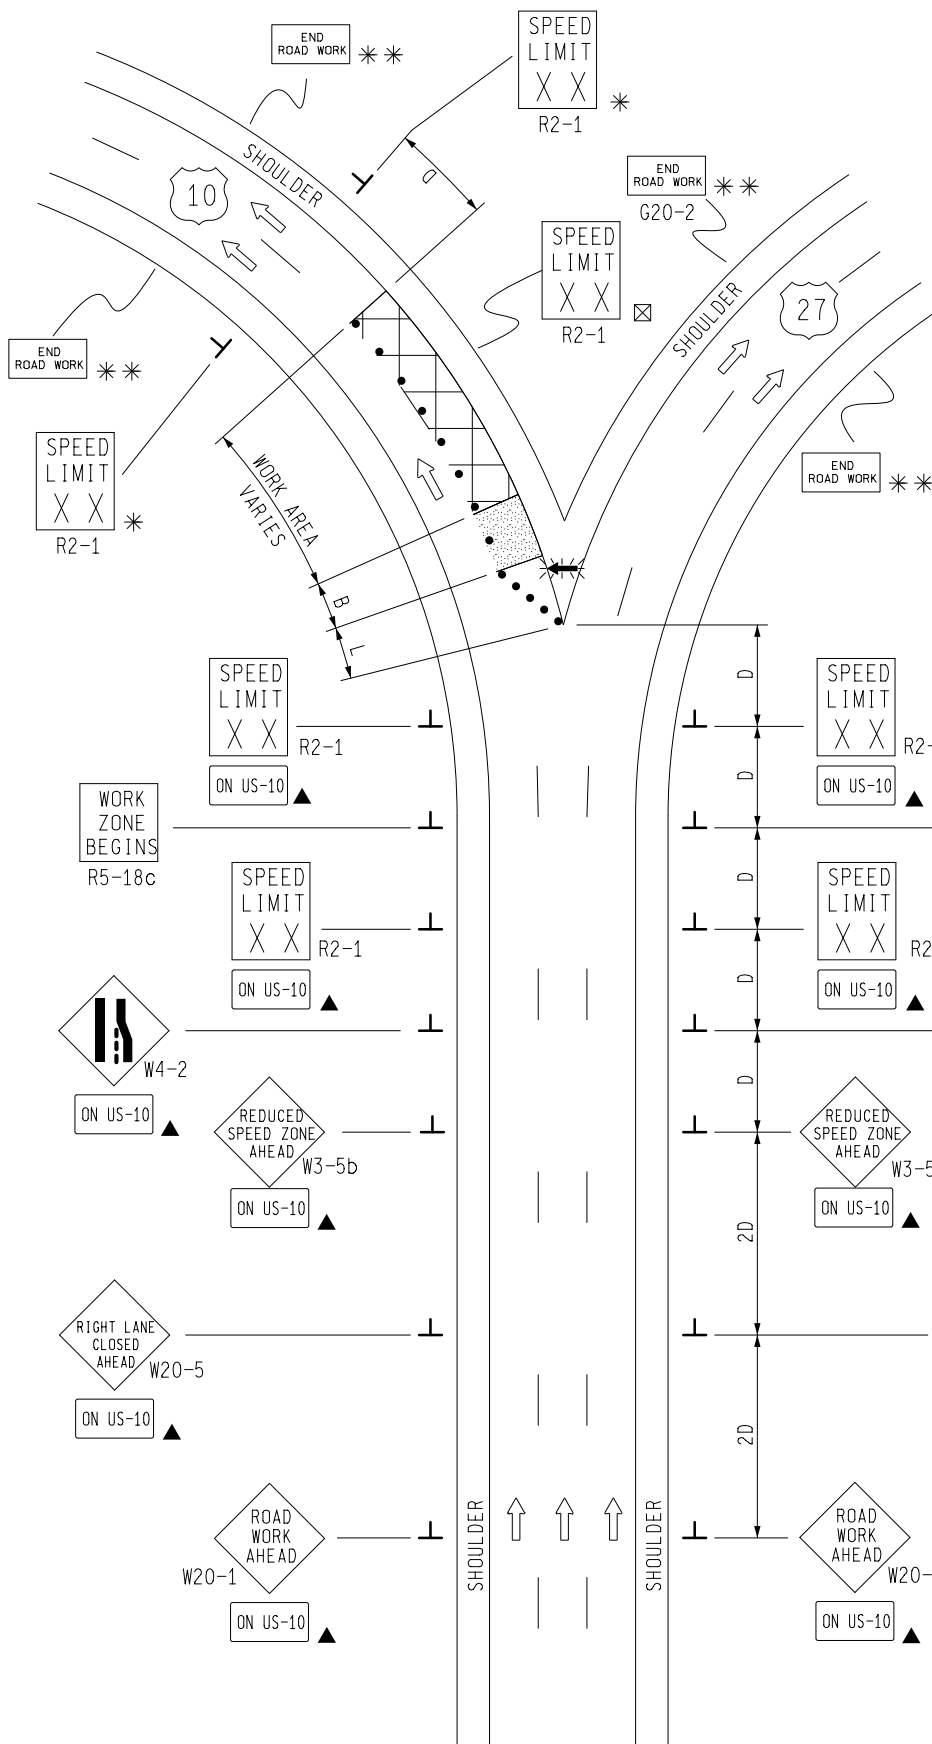 END
ROAD WORK
SPEED
LIMIT
X X
R2-1
SHOULDER
D
10
END
ROAD WORK
G20-2
SPEED
LIMIT
X X
R2-1
SHOULDER
27
END
ROAD WORK
SPEED
LIMIT
X X
R2-1
WORK AREA
VARIES
END
ROAD WORK
B
L
SPEED
LIMIT
X X
R2-1
ON US-10
D
SPEED
LIMIT
X X
R2-
ON US-10
WORK
ZONE
BEGINS
R5-18c
D
SPEED
LIMIT
X X
R2-1
ON US-10
D
SPEED
LIMIT
X X
R2
ON US-10
W4-2
ON US-10
D
REDUCED
SPEED ZONE
AHEAD
W3-5b
ON US-10
D
REDUCED
SPEED ZONE
AHEAD
W3-5
ON US-10
2D
RIGHT LANE
CLOSED
AHEAD
W20-5
ON US-10
2D
ROAD
WORK
AHEAD
W20-1
ON US-10
SHOULDER
SHOULDER
ROAD
WORK
AHEAD
W20-
ON US-10